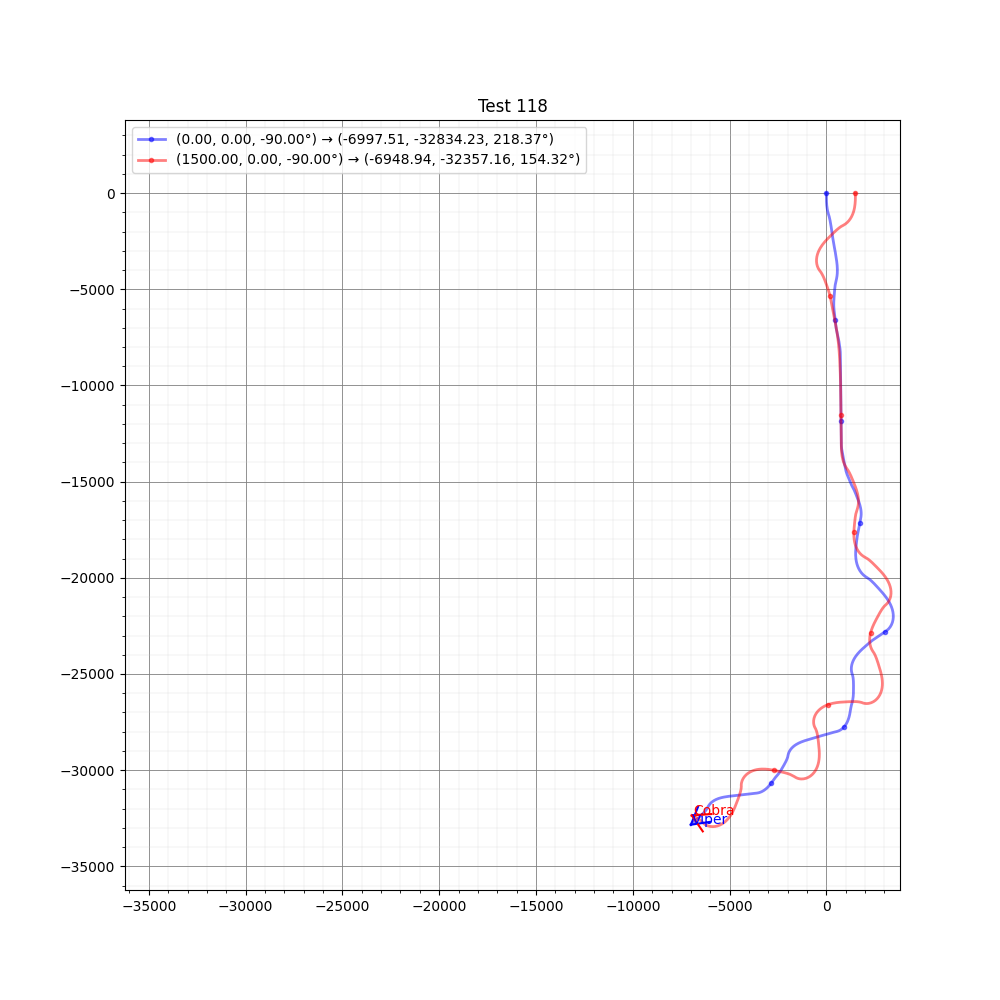 Test 118
(0.00, 0.00, -90.00°) → (-6997.51, -32834.23, 218.37°)
(1500.00, 0.00, -90.00°) → (-6948.94, -32357.16, 154.32°)
0
−5000
−10000
−15000
−20000
−25000
−30000
−35000
Cobra
Viper
−35000 −30000 −25000 −20000 −15000 −10000 −5000 0